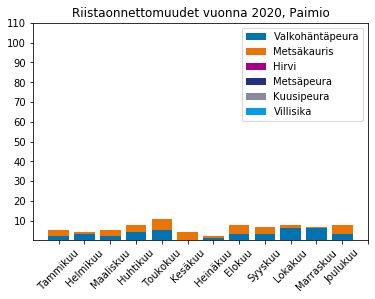 Riistaonnettomuudet vuonna 2020, Paimio
110
100
90
80
70
60
50
40
30
20
10
Valkohäntäpeura
Metsäkauris
Hirvi
Metsäpeura
Kuusipeura
Villisika
Tammikuu
Helmikuu
Maaliskuu
Huhtikuu
Toukokuu
Kesäkuu
Heinäkuu
Elokuu
Syyskuu
Lokakuu
Marraskuu
Joulukuu